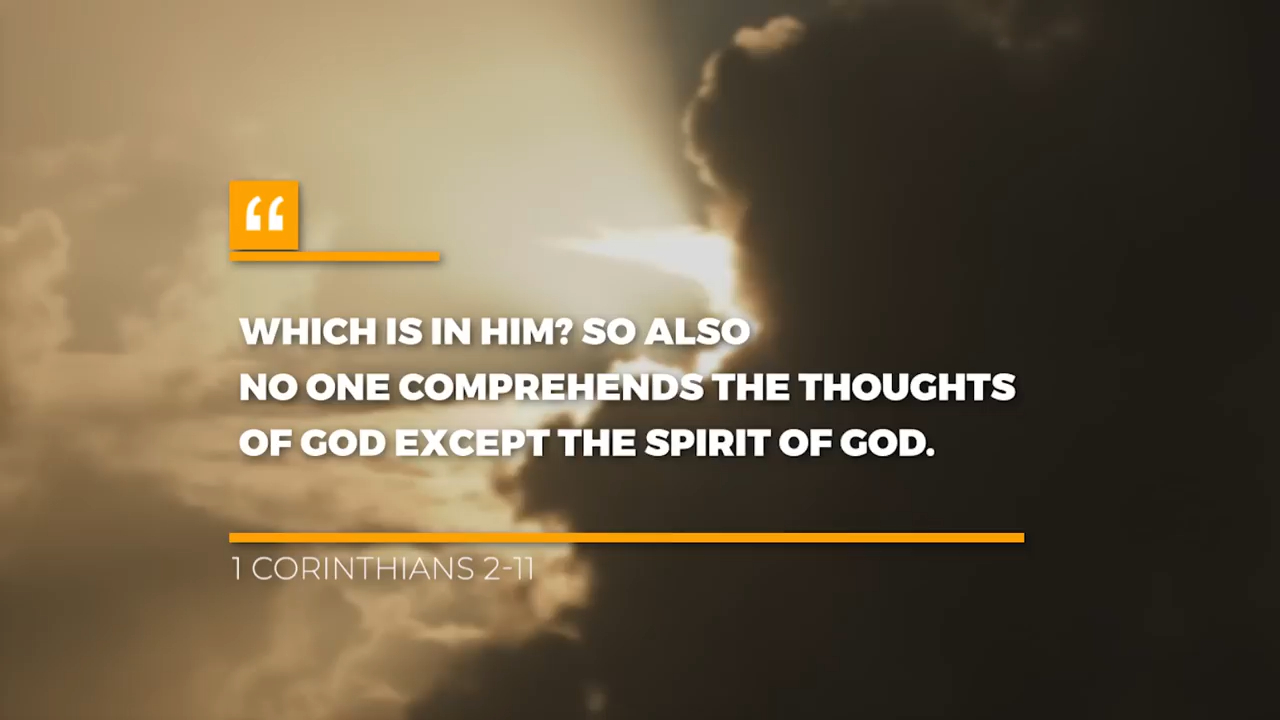 “
WHICH IS IN HIM? SO ALSO
NO ONE COMPREHENDS THE THOUGHTS
OF GOD EXCEPT THE SPIRIT OF GOD.
1 CORINTHIANS 2-11